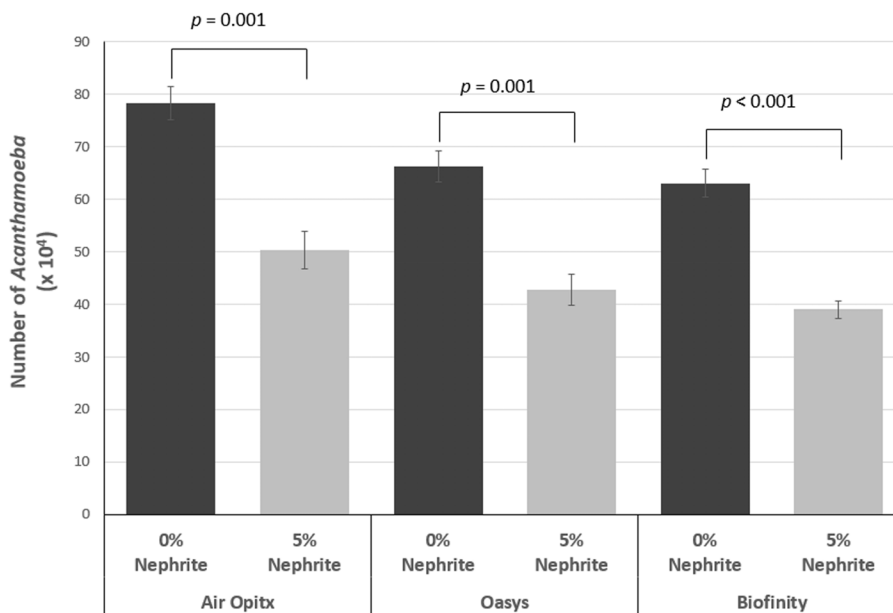 p = 0.001
p = 0.001
p < 0.001
Number of Acanthamoeba
(x 10⁴)
90
80
70
60
50
40
30
20
10
0
0% Nephrite
5% Nephrite
0% Nephrite
5% Nephrite
0% Nephrite
5% Nephrite
Air Opitx
Oasys
Biofinity